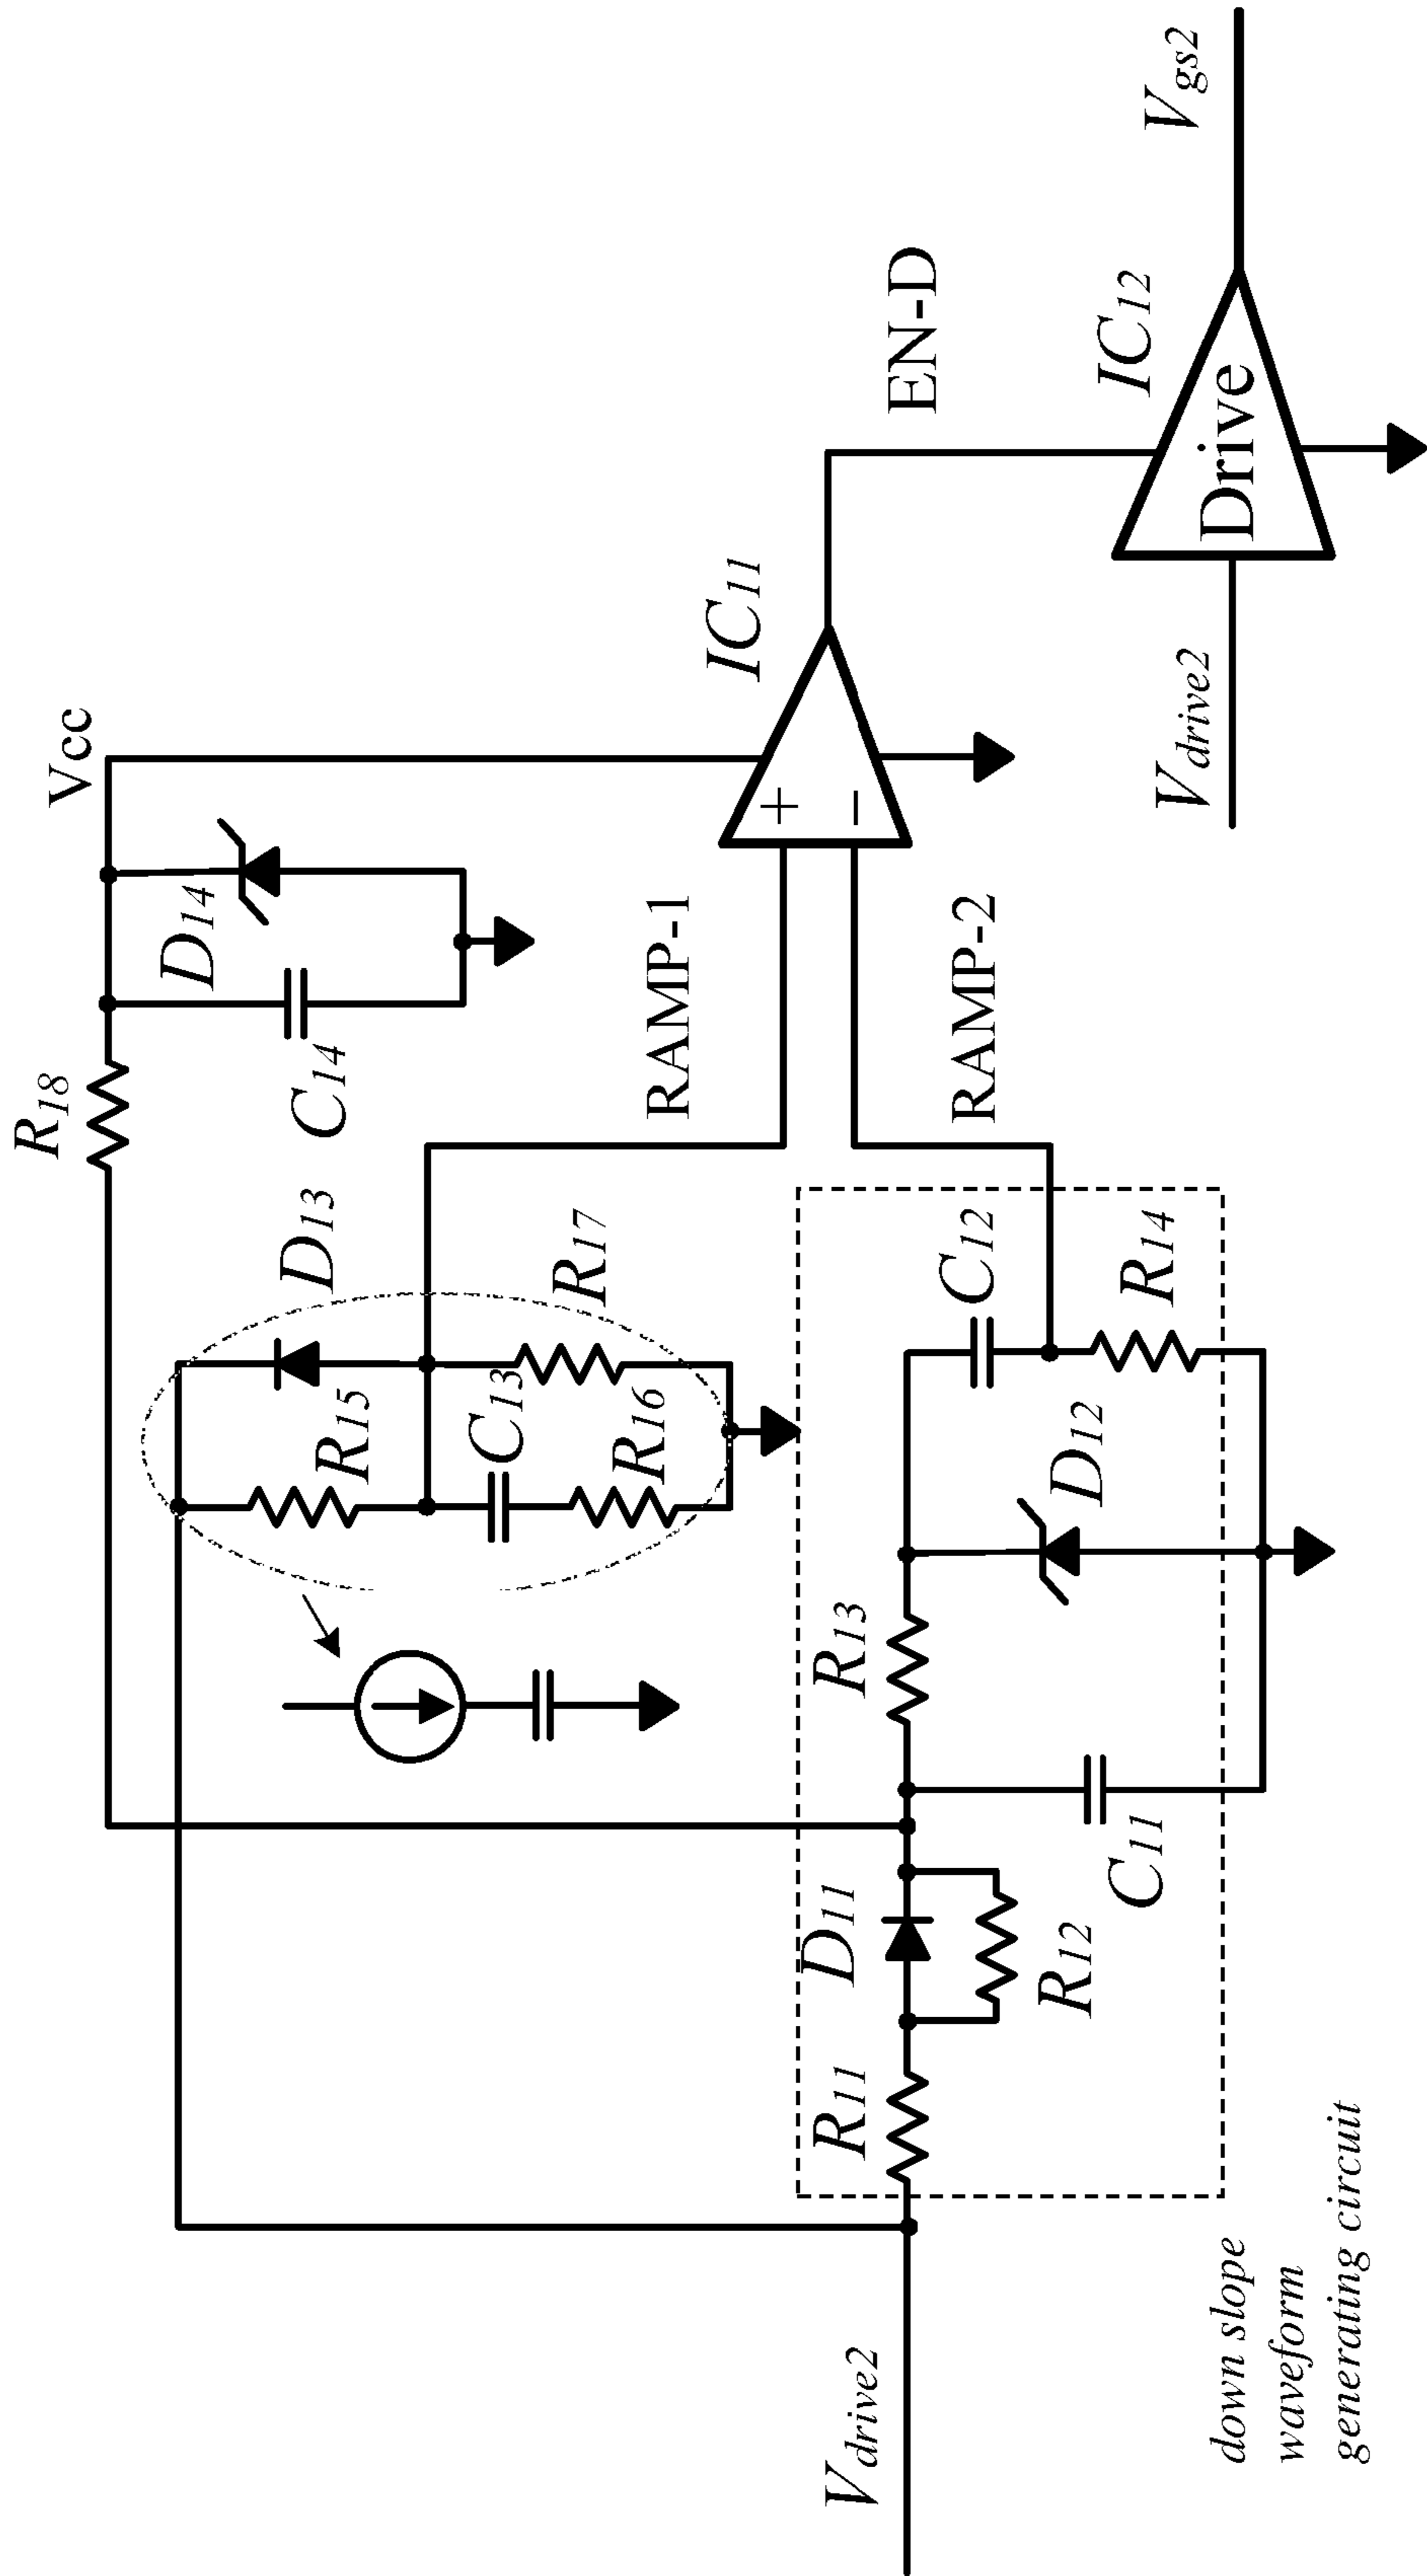 R18
Vcc
D14
C14
D13
R15
C13
R17
R16
RAMP-1
IC11
+
−
RAMP-2
EN-D
IC12
Drive
Vdrive2
Vgs2
Vdrive2
R11
D11
R12
R13
C11
D12
C12
R14
down slope
waveform
generating circuit